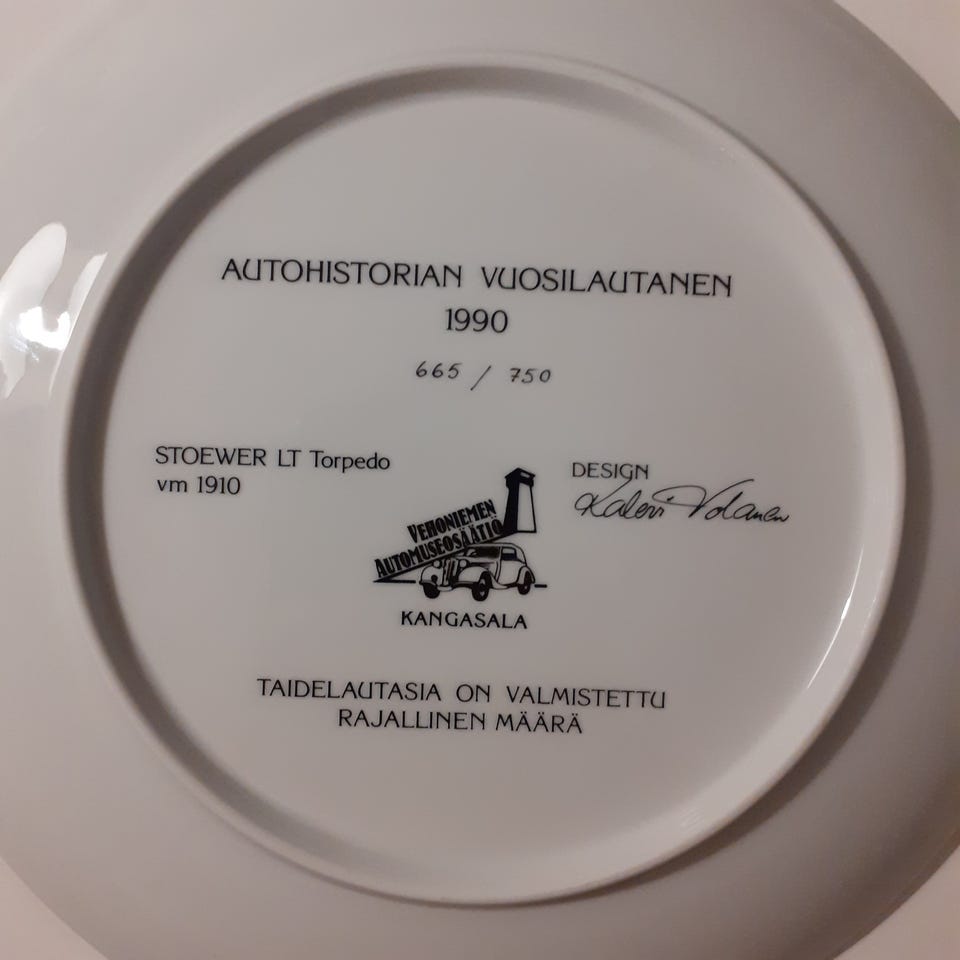 AUTOHISTORIAN VUOSILAUTANEN
1990
665 / 750
STOEWER LT Torpedo
vm 1910
DESIGN
Kalevi Volanen
VEHONIEMEN
AUTOMUSEOSÄÄTIÖ
KANGASALA
TAIDELAUTASIA ON VALMISTETTU
RAJALLINEN MÄÄRÄ